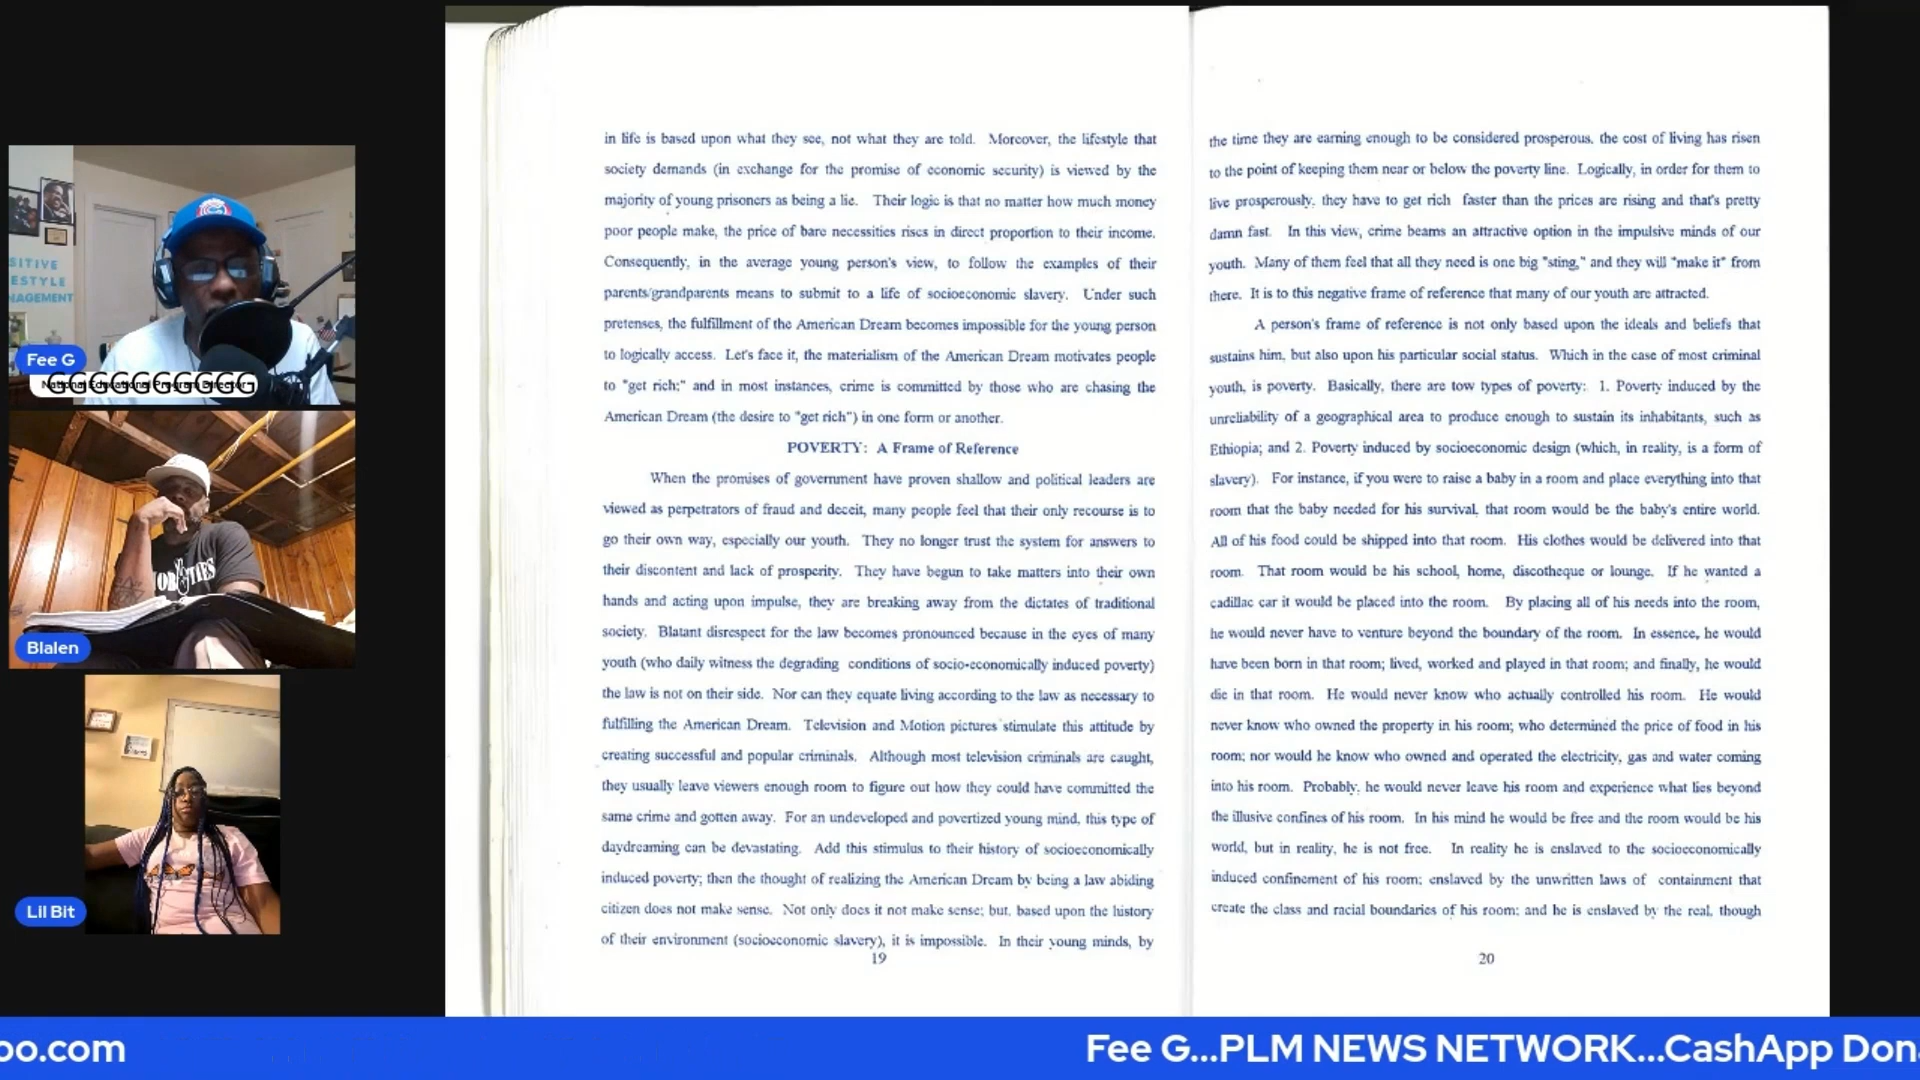 SITIVE
ESTYLE
NAGEMENT
Fee G
National Educational Program Director
GGGGGGGGGG
Blalen
Lil Bit
in life is based upon what they see, not what they are told. Moreover, the lifestyle that
society demands (in exchange for the promise of economic security) is viewed by the
majority of young prisoners as being a lie. Their logic is that no matter how much money
poor people make, the price of bare necessities rises in direct proportion to their income.
Consequently, in the average young person's view, to follow the examples of their
parents/grandparents means to submit to a life of socioeconomic slavery. Under such
pretenses, the fulfillment of the American Dream becomes impossible for the young person
to logically access. Let's face it, the materialism of the American Dream motivates people
to "get rich;" and in most instances, crime is committed by those who are chasing the
American Dream (the desire to "get rich") in one form or another.
POVERTY: A Frame of Reference
When the promises of government have proven shallow and political leaders are
viewed as perpetrators of fraud and deceit, many people feel that their only recourse is to
go their own way, especially our youth. They no longer trust the system for answers to
their discontent and lack of prosperity. They have begun to take matters into their own
hands and acting upon impulse, they are breaking away from the dictates of traditional
society. Blatant disrespect for the law becomes pronounced because in the eyes of many
youth (who daily witness the degrading conditions of socio-economically induced poverty)
the law is not on their side. Nor can they equate living according to the law as necessary to
fulfilling the American Dream. Television and Motion pictures stimulate this attitude by
creating successful and popular criminals. Although most television criminals are caught,
they usually leave viewers enough room to figure out how they could have committed the
same crime and gotten away. For an undeveloped and povertized young mind, this type of
daydreaming can be devastating. Add this stimulus to their history of socioeconomically
induced poverty; then the thought of realizing the American Dream by being a law abiding
citizen does not make sense. Not only does it not make sense; but, based upon the history
of their environment (socioeconomic slavery), it is impossible. In their young minds, by
19
the time they are earning enough to be considered prosperous, the cost of living has risen
to the point of keeping them near or below the poverty line. Logically, in order for them to
live prosperously, they have to get rich faster than the prices are rising and that's pretty
damn fast. In this view, crime beams an attractive option in the impulsive minds of our
youth. Many of them feel that all they need is one big "sting," and they will "make it" from
there. It is to this negative frame of reference that many of our youth are attracted.
A person's frame of reference is not only based upon the ideals and beliefs that
sustains him, but also upon his particular social status. Which in the case of most criminal
youth, is poverty. Basically, there are tow types of poverty: 1. Poverty induced by the
unreliability of a geographical area to produce enough to sustain its inhabitants, such as
Ethiopia; and 2. Poverty induced by socioeconomic design (which, in reality, is a form of
slavery). For instance, if you were to raise a baby in a room and place everything into that
room that the baby needed for his survival, that room would be the baby's entire world.
All of his food could be shipped into that room. His clothes would be delivered into that
room. That room would be his school, home, discotheque or lounge. If he wanted a
cadillac car it would be placed into the room. By placing all of his needs into the room,
he would never have to venture beyond the boundary of the room. In essence, he would
have been born in that room; lived, worked and played in that room; and finally, he would
die in that room. He would never know who actually controlled his room. He would
never know who owned the property in his room; who determined the price of food in his
room; nor would he know who owned and operated the electricity, gas and water coming
into his room. Probably, he would never leave his room and experience what lies beyond
the illusive confines of his room. In his mind he would be free and the room would be his
world, but in reality, he is not free. In reality he is enslaved to the socioeconomically
induced confinement of his room; enslaved by the unwritten laws of containment that
create the class and racial boundaries of his room; and he is enslaved by the real, though
20
oo.com
Fee G...PLM NEWS NETWORK...CashApp Don